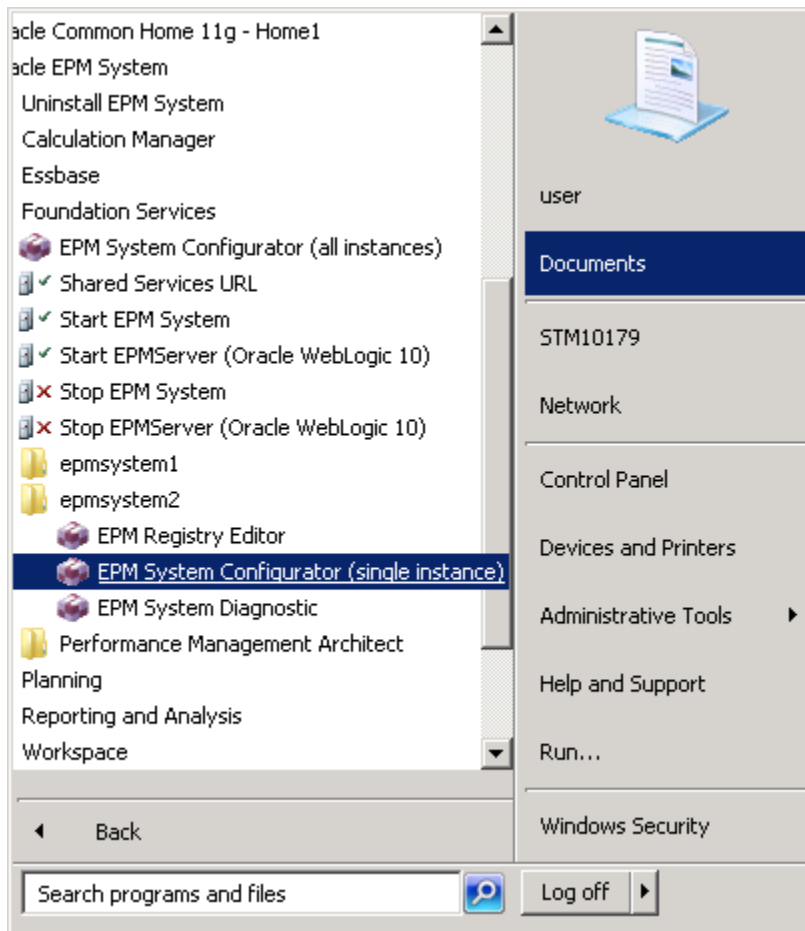 acle Common Home 11g - Home1
acle EPM System
Uninstall EPM System
Calculation Manager
Essbase
Foundation Services
EPM System Configurator (all instances)
Shared Services URL
Start EPM System
Start EPMServer (Oracle WebLogic 10)
Stop EPM System
Stop EPMServer (Oracle WebLogic 10)
epmsystem1
epmsystem2
EPM Registry Editor
EPM System Configurator (single instance)
EPM System Diagnostic
Performance Management Architect
Planning
Reporting and Analysis
Workspace
Back
Search programs and files
user
Documents
STM10179
Network
Control Panel
Devices and Printers
Administrative Tools
Help and Support
Run...
Windows Security
Log off